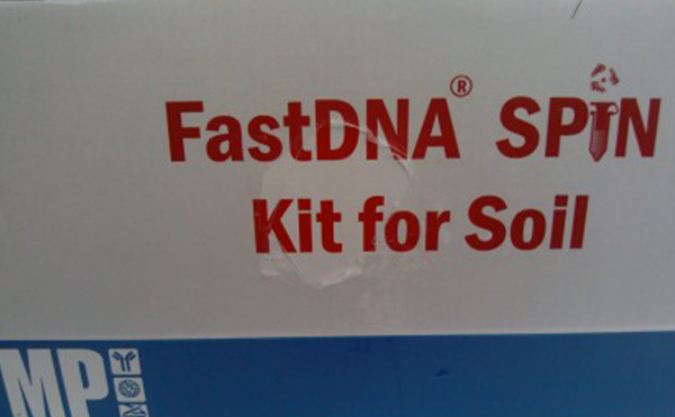 FastDNA® SPIN
Kit for Soil
MP